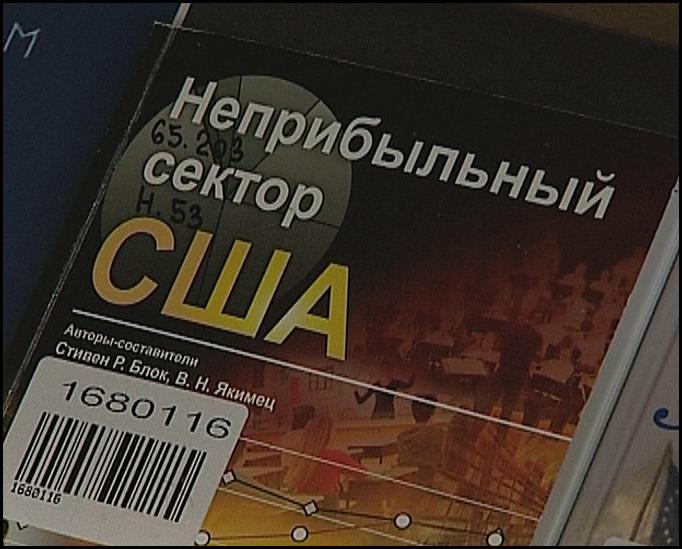 Неприбыльный
65.203
сектор
Н.53
США
Авторы-составители
Стивен Р. Блок, В. Н. Якимец
1680116
1680116